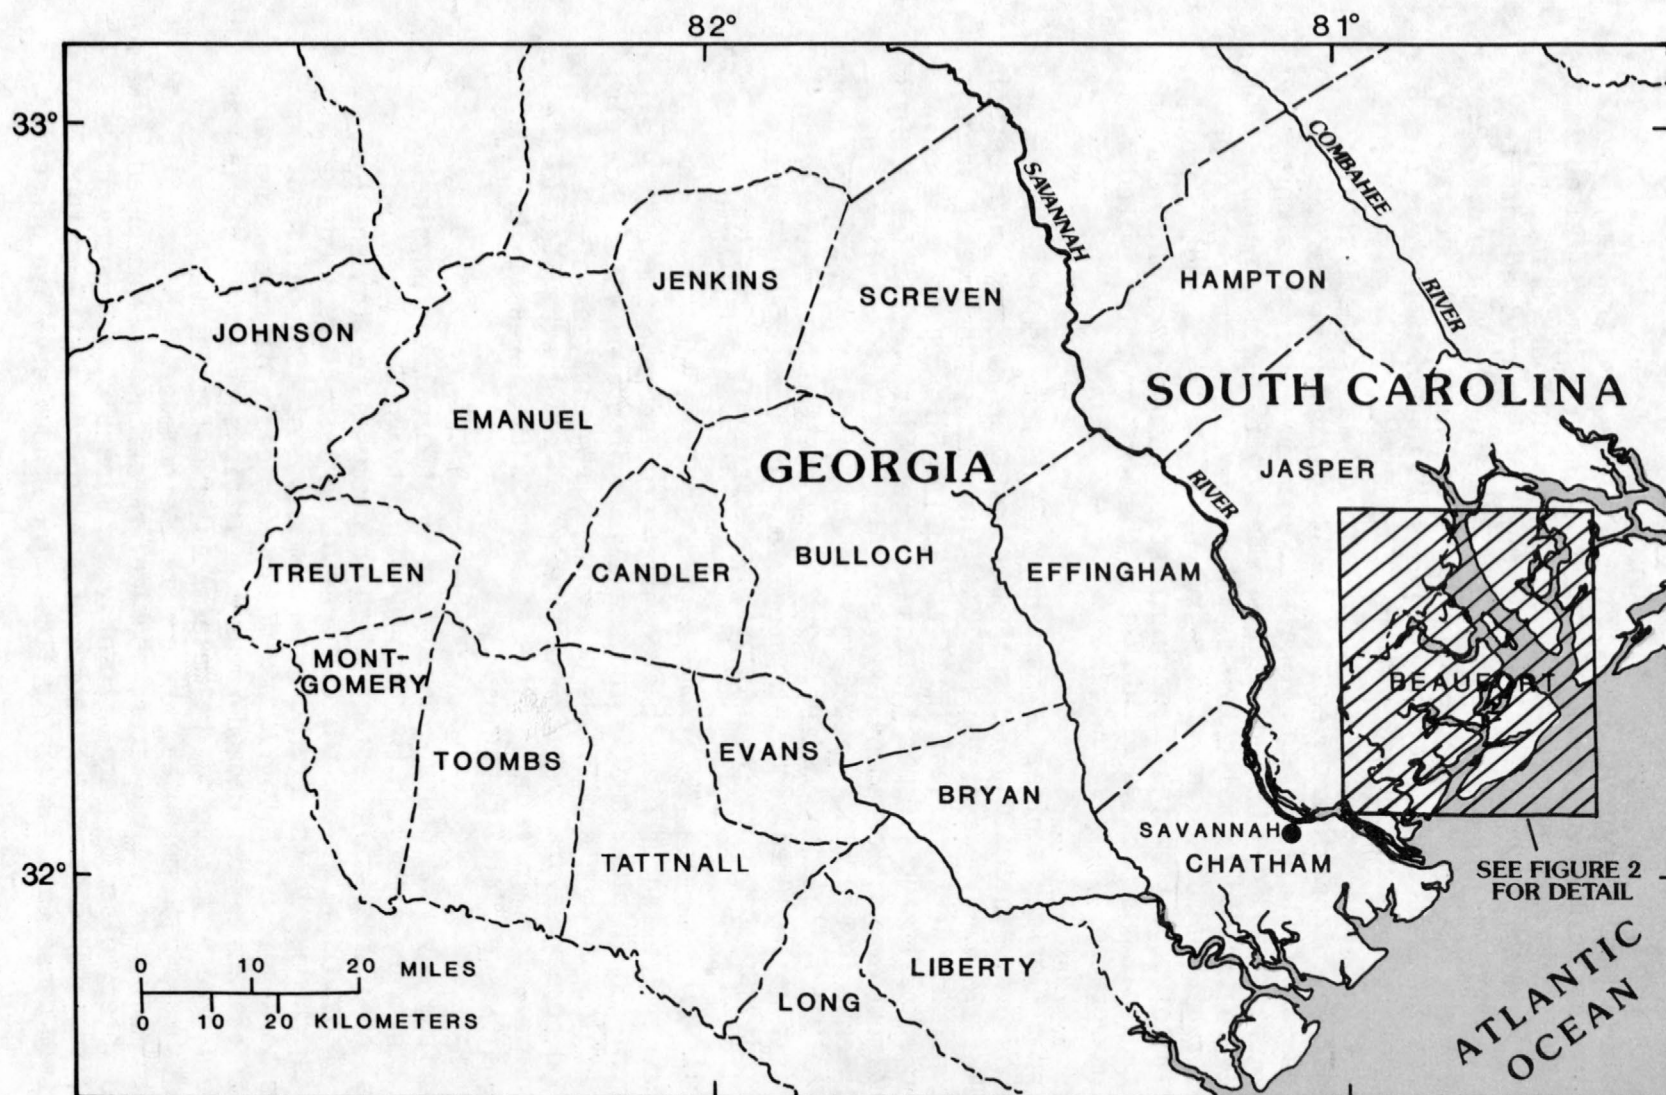 82°
81°
33°
COMBAHEE
RIVER
SAVANNAH
RIVER
JENKINS
SCREVEN
HAMPTON
JOHNSON
SOUTH CAROLINA
EMANUEL
GEORGIA
JASPER
BULLOCH
TREUTLEN
CANDLER
EFFINGHAM
MONT-
GOMERY
BEAUFORT
TOOMBS
EVANS
BRYAN
SAVANNAH
CHATHAM
32°
TATTNALL
SEE FIGURE 2
FOR DETAIL
LIBERTY
LONG
ATLANTIC
OCEAN
0 10 20 MILES
0 10 20 KILOMETERS